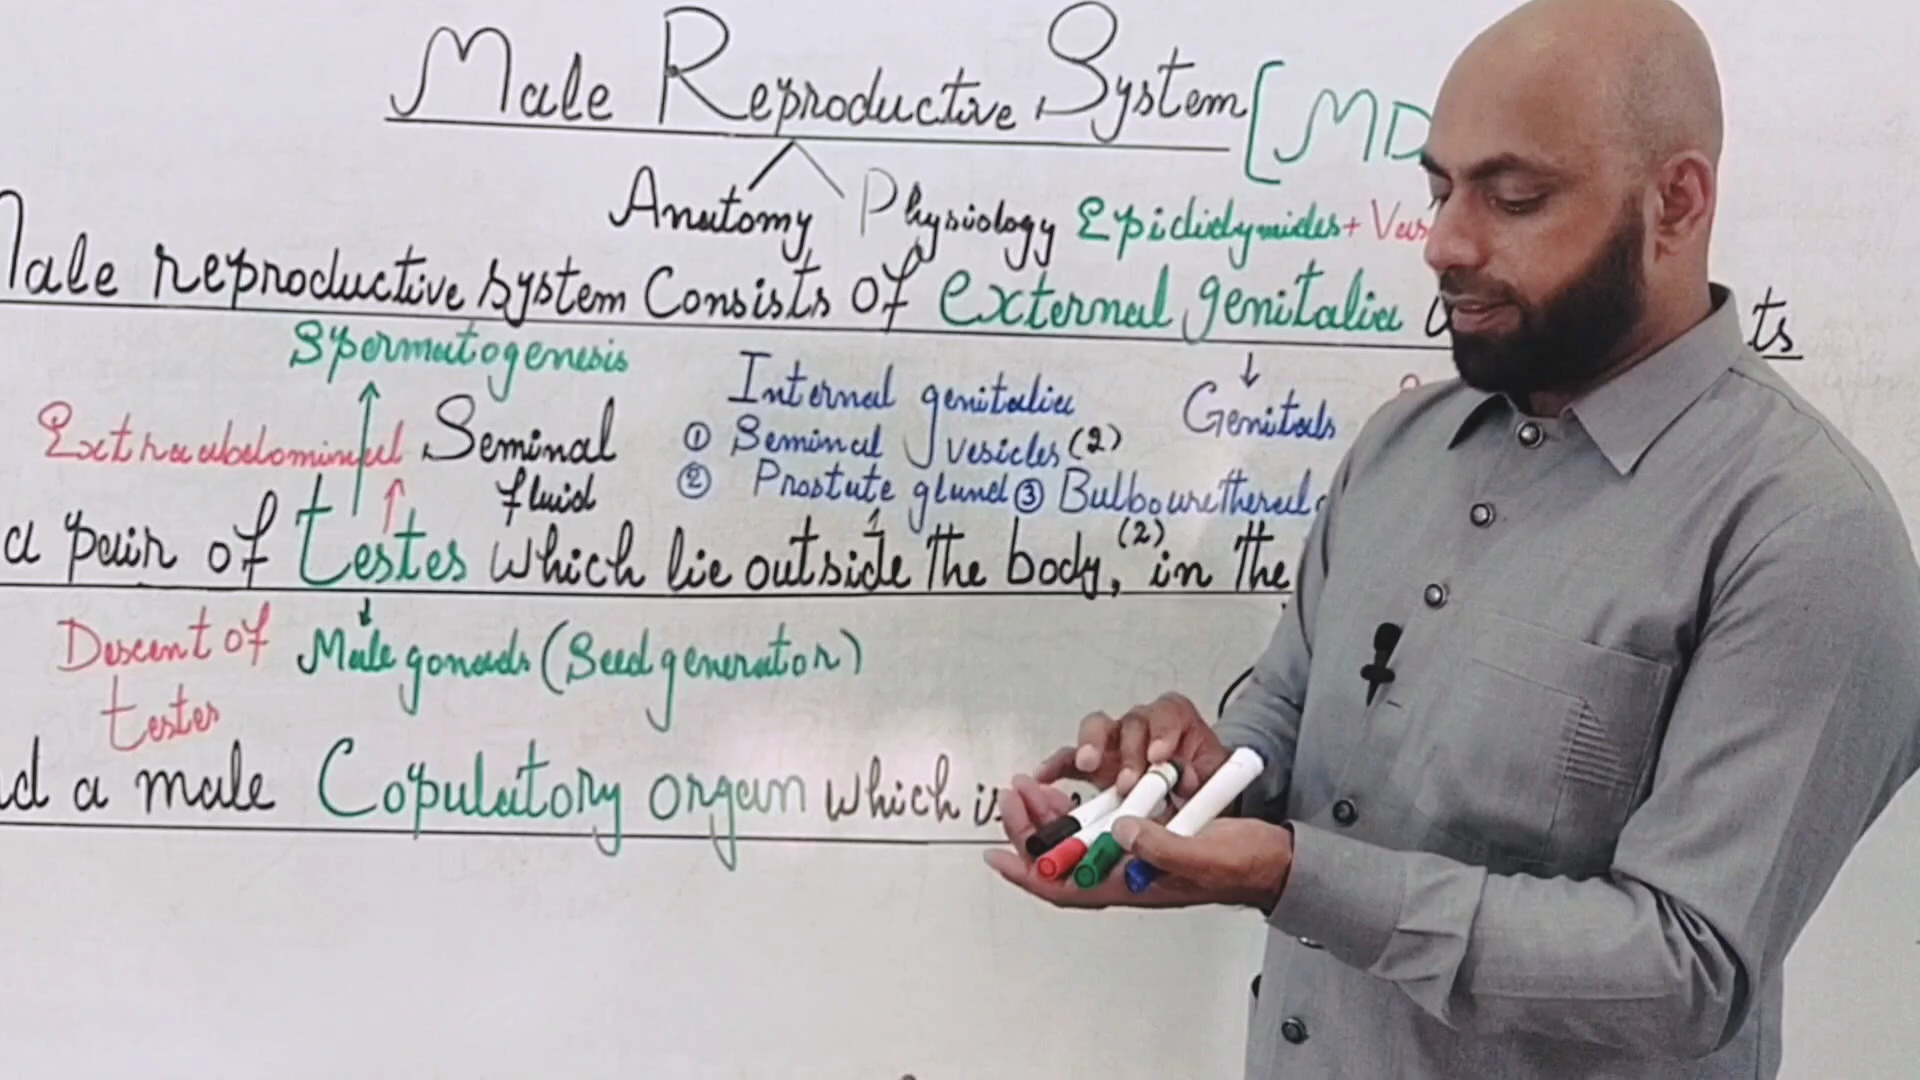 Male Reproductive System [MD
Anatomy Physiology Epididymides + Vas
Male reproductive system consists of external genitalia
Spermatogenesis
Internal genitalia
Genitals
Extraabdominal Seminal fluid
① Seminal vesicles (2)
② Prostate gland ③ Bulbourethral
(2)
a pair of testes which lie outside the body, in the
Descent of testes
Male gonads (Seed generator)
a male Copulatory organ which is